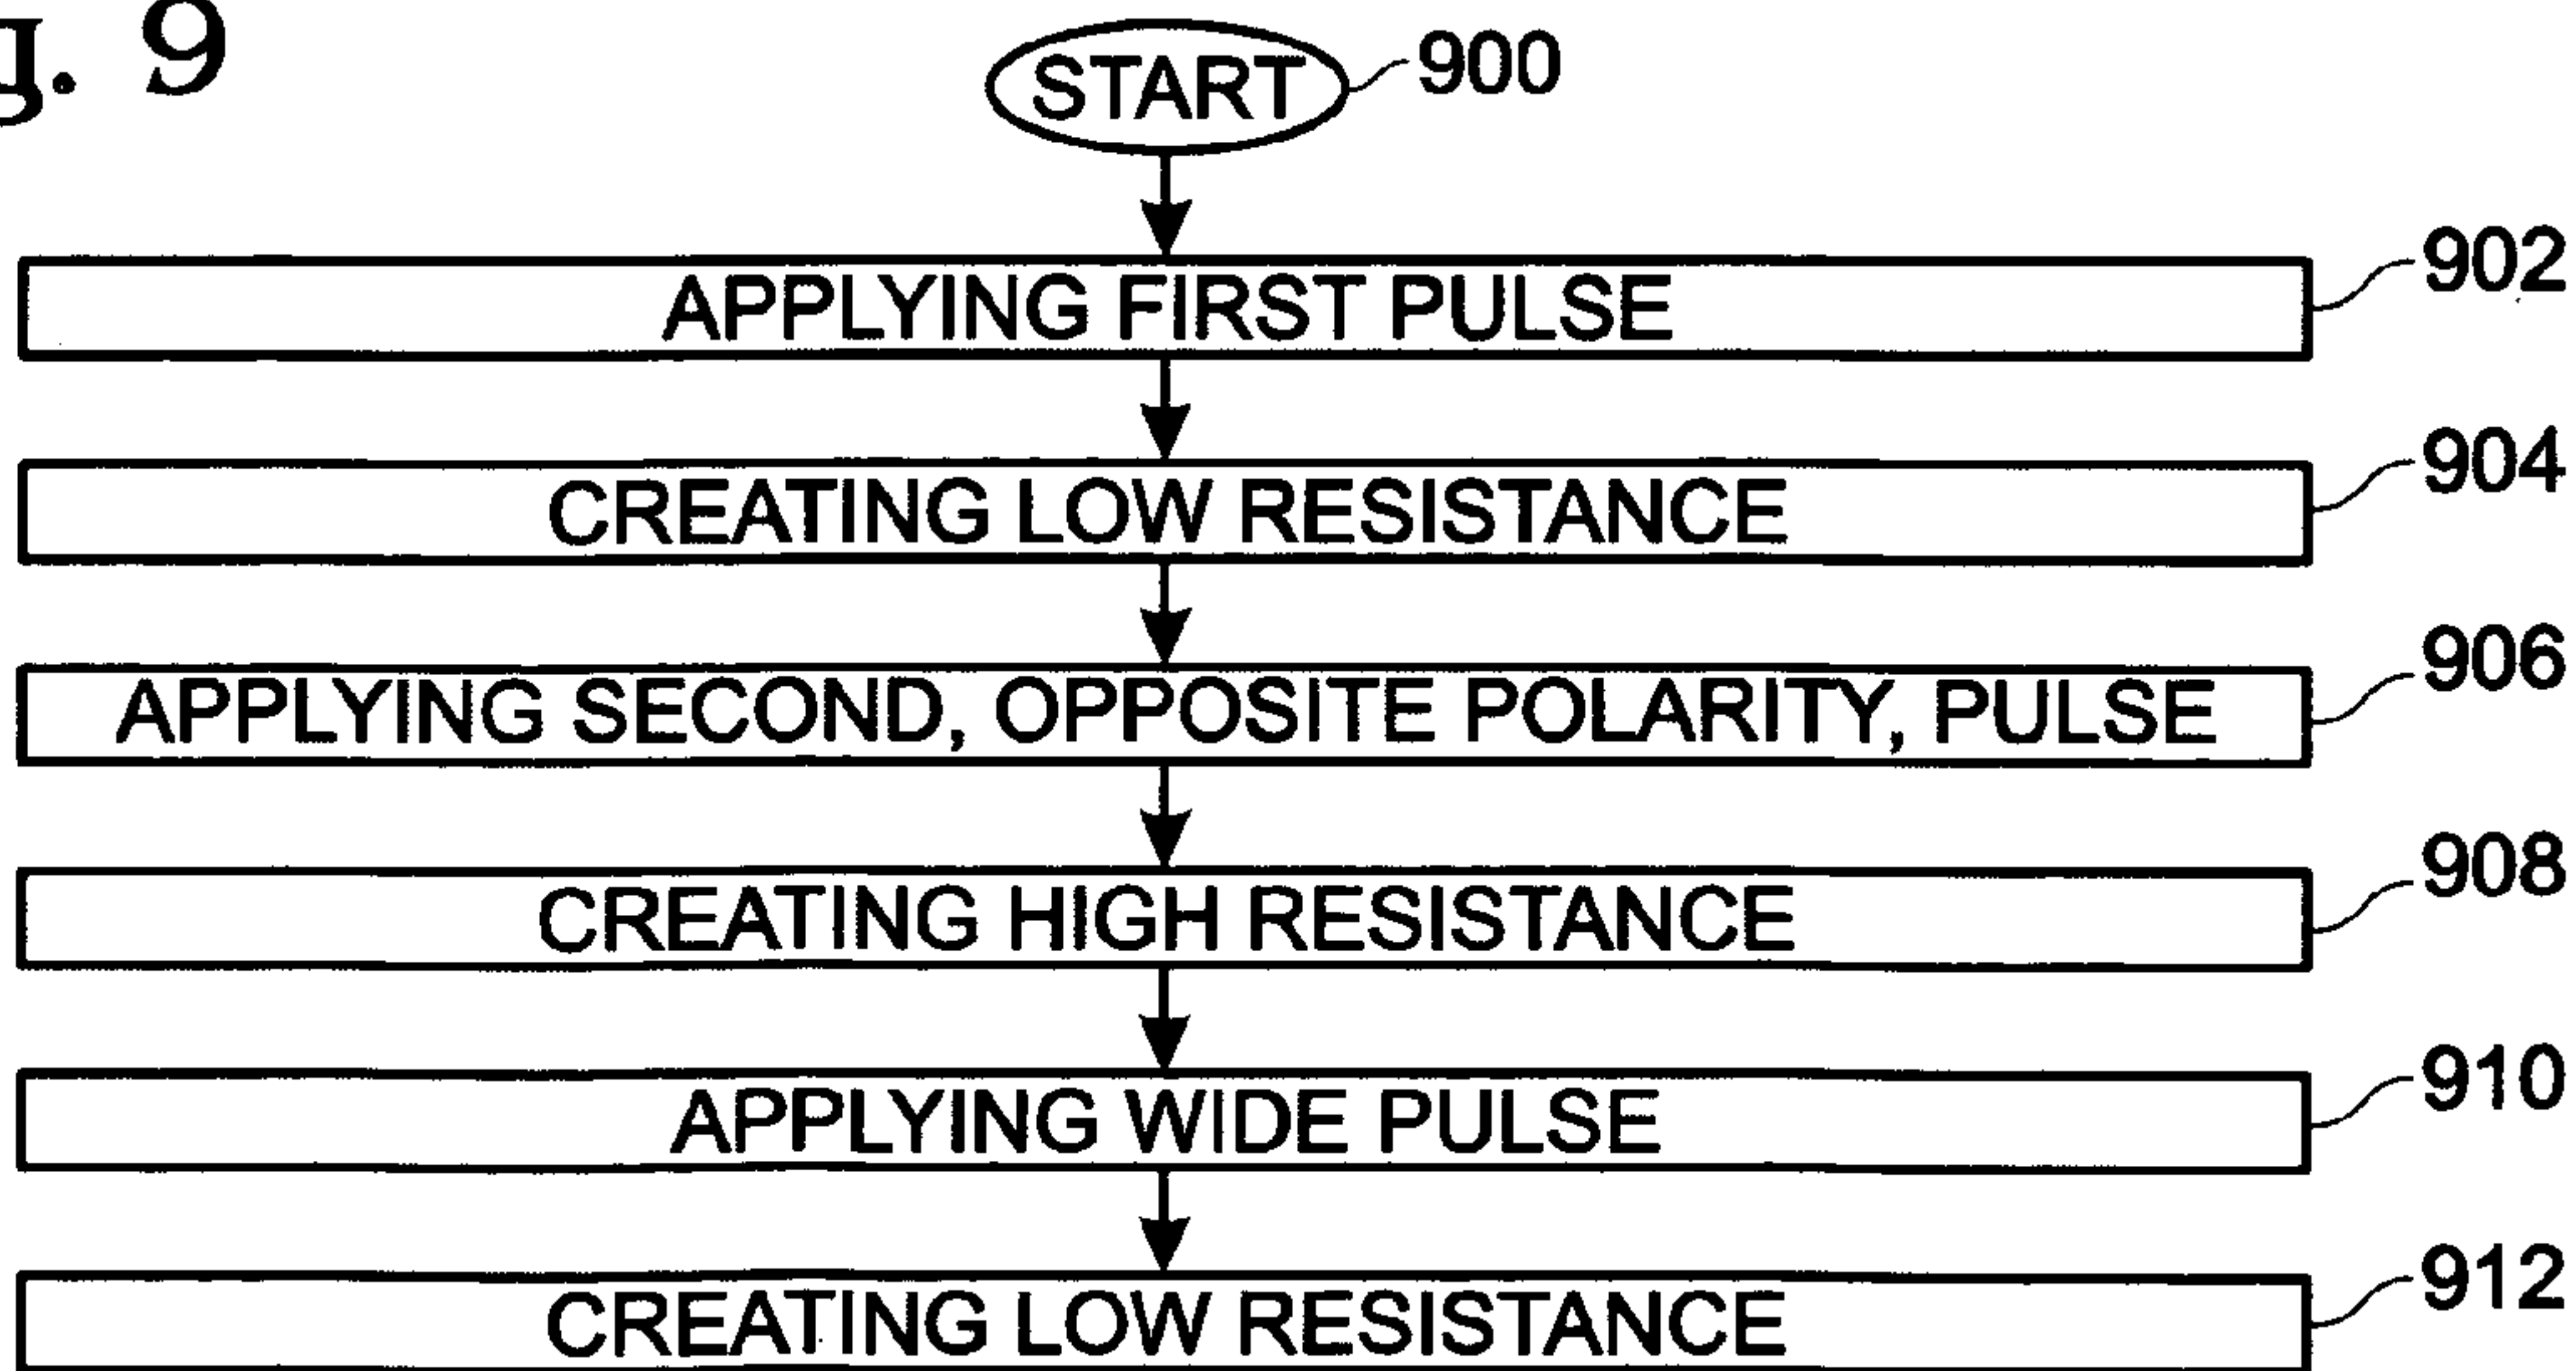 g. 9
START 900
APPLYING FIRST PULSE 902
CREATING LOW RESISTANCE 904
APPLYING SECOND, OPPOSITE POLARITY, PULSE 906
CREATING HIGH RESISTANCE 908
APPLYING WIDE PULSE 910
CREATING LOW RESISTANCE 912